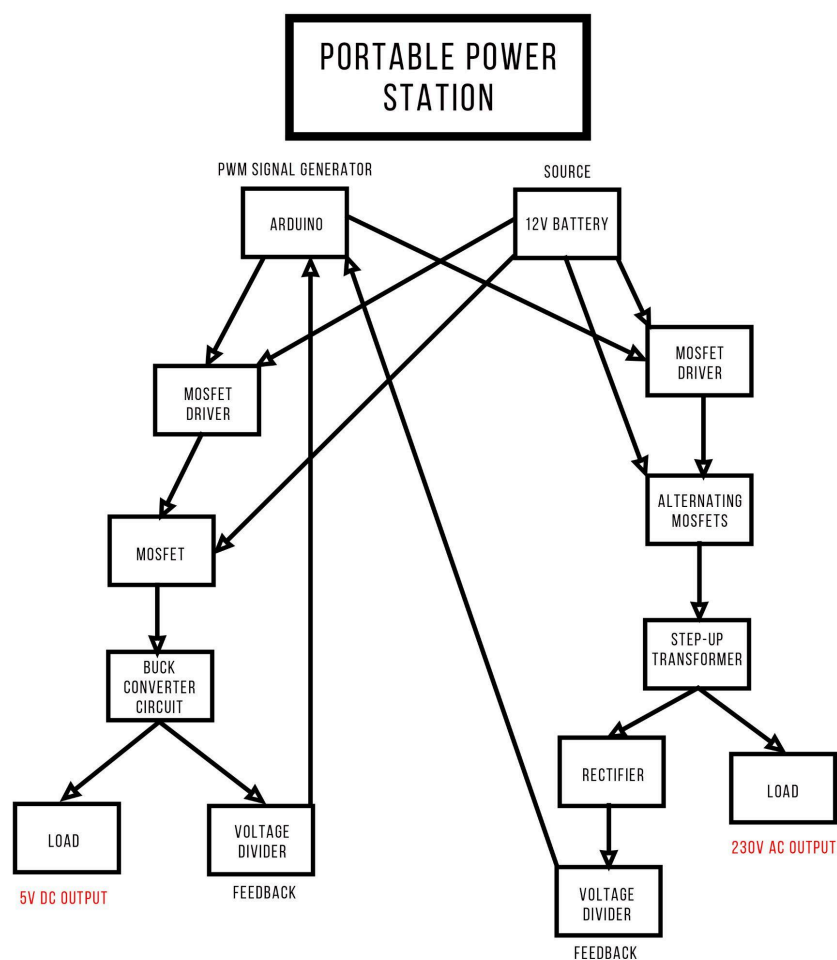 PORTABLE POWER
STATION
PWM SIGNAL GENERATOR
SOURCE
ARDUINO
12V BATTERY
MOSFET
DRIVER
MOSFET
DRIVER
MOSFET
ALTERNATING
MOSFETS
BUCK
CONVERTER
CIRCUIT
STEP-UP
TRANSFORMER
LOAD
VOLTAGE
DIVIDER
RECTIFIER
LOAD
5V DC OUTPUT
FEEDBACK
230V AC OUTPUT
VOLTAGE
DIVIDER
FEEDBACK